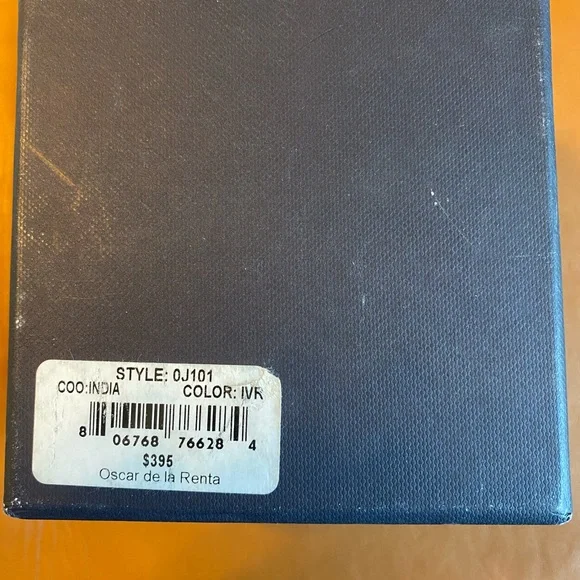 STYLE: 0J101
COO:INDIA COLOR: IVR
8 06768 76628 4
$395
Oscar de la Renta